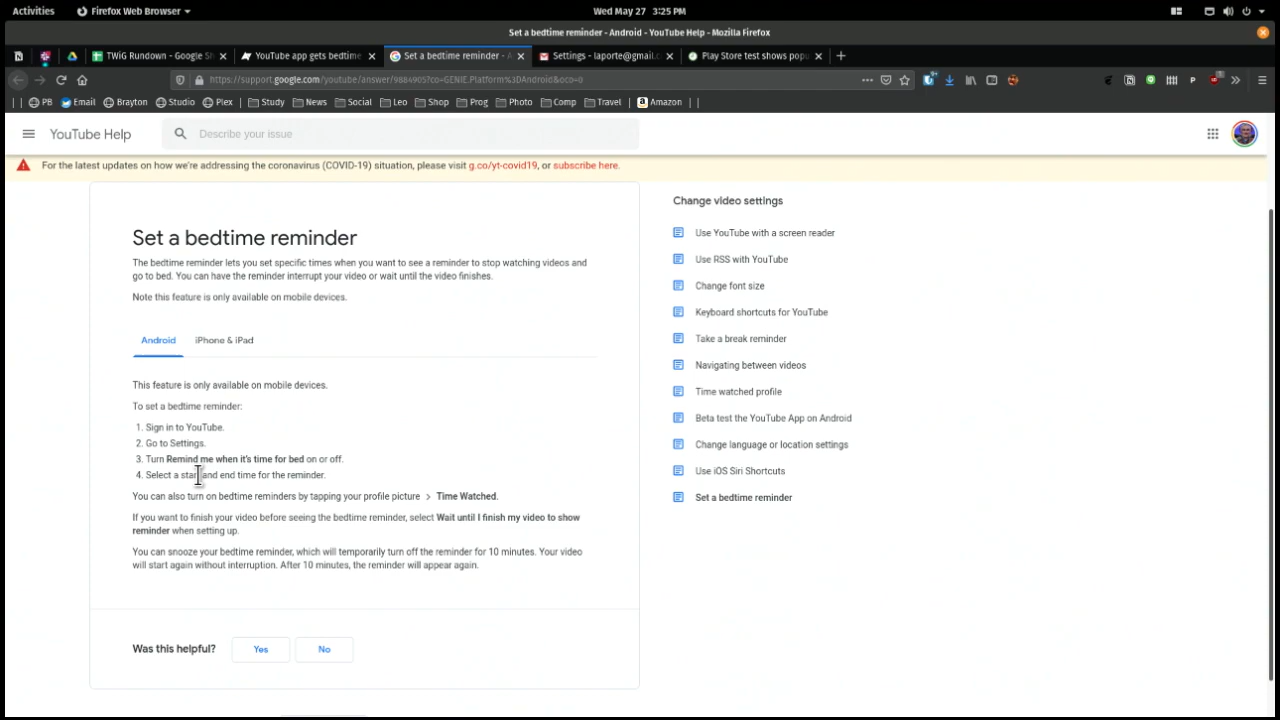 Activities
Firefox Web Browser
Wed May 27 3:25 PM
Set a bedtime reminder - Android - YouTube Help - Mozilla Firefox
TWiG Rundown - Google Sh
YouTube app gets bedtime
Set a bedtime reminder - A
Settings - laporte@gmail.c
Play Store test shows popu
https://support.google.com/youtube/answer/9884905?co=GENIE.Platform%3DAndroid&oco=0
PB Email Brayton Studio Plex Study News Social Leo Shop Prog Photo Comp Travel Amazon
YouTube Help
Describe your issue
For the latest updates on how we're addressing the coronavirus (COVID-19) situation, please visit g.co/yt-covid19, or subscribe here.
Set a bedtime reminder
The bedtime reminder lets you set specific times when you want to see a reminder to stop watching videos and
go to bed. You can have the reminder interrupt your video or wait until the video finishes.
Note this feature is only available on mobile devices.
Android
iPhone & iPad
This feature is only available on mobile devices.
To set a bedtime reminder:
1. Sign in to YouTube.
2. Go to Settings.
3. Turn Remind me when it's time for bed on or off.
4. Select a start and end time for the reminder.
You can also turn on bedtime reminders by tapping your profile picture > Time Watched.
If you want to finish your video before seeing the bedtime reminder, select Wait until I finish my video to show
reminder when setting up.
You can snooze your bedtime reminder, which will temporarily turn off the reminder for 10 minutes. Your video
will start again without interruption. After 10 minutes, the reminder will appear again.
Was this helpful?
Yes
No
Change video settings
Use YouTube with a screen reader
Use RSS with YouTube
Change font size
Keyboard shortcuts for YouTube
Take a break reminder
Navigating between videos
Time watched profile
Beta test the YouTube App on Android
Change language or location settings
Use iOS Siri Shortcuts
Set a bedtime reminder